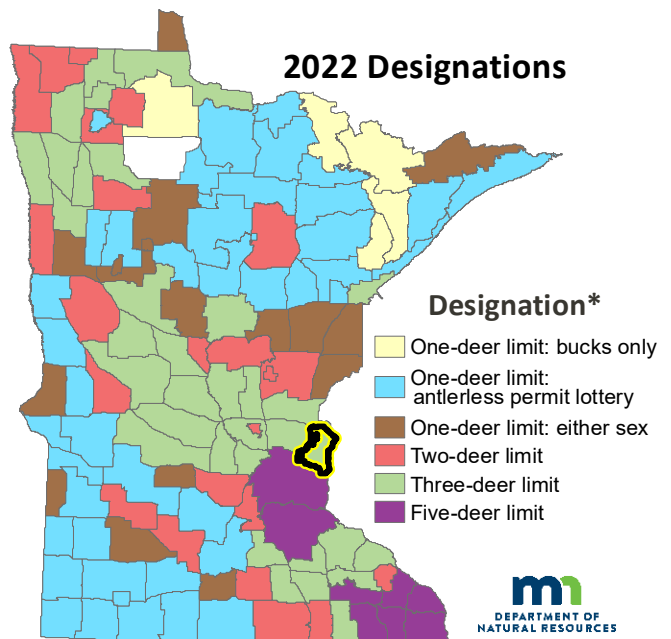 2022 Designations
Designation*
One-deer limit: bucks only
One-deer limit:
antlerless permit lottery
One-deer limit: either sex
Two-deer limit
Three-deer limit
Five-deer limit
mn
DEPARTMENT OF
NATURAL RESOURCES